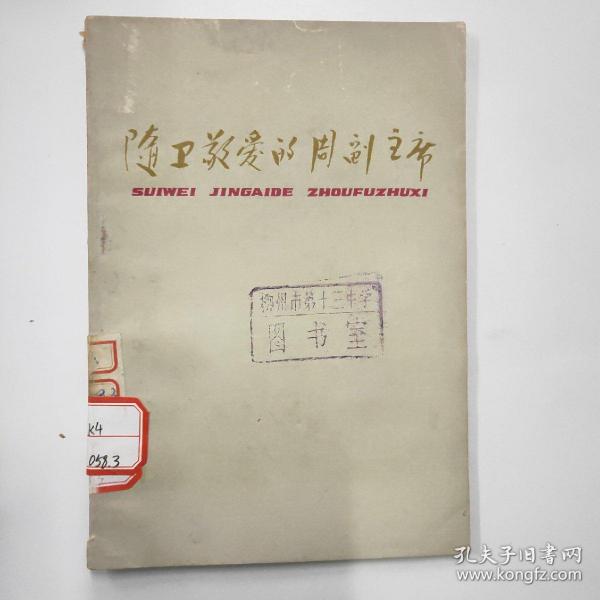 随卫敬爱的周副主席
SUIWEI JINGAIDE ZHOUFUZHUXI
柳州市第十三中学
图书室
K4
058.3
孔夫子旧书网
www.kongfz.com